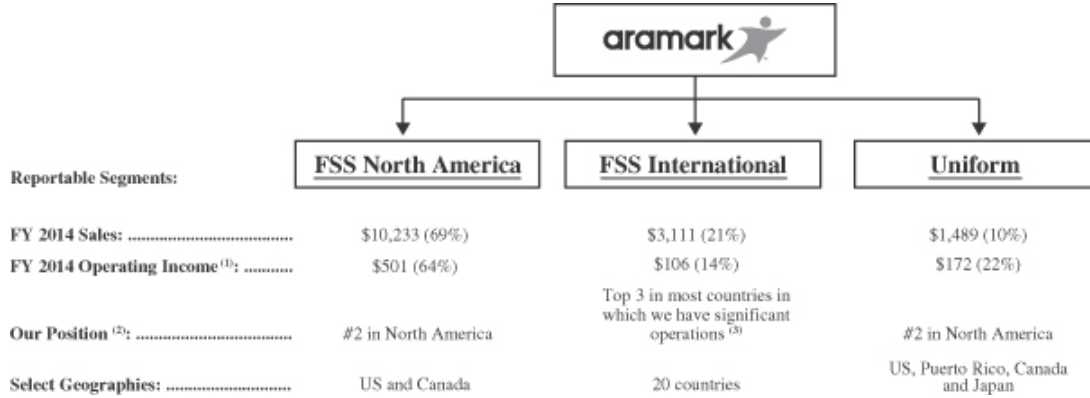 aramark
FSS North America FSS International Uniform
Reportable Segments:
FY 2014 Sales: ........................................ $10,233 (69%) $3,111 (21%) $1,489 (10%)
FY 2014 Operating Income (1): ............ $501 (64%) $106 (14%) $172 (22%)
Top 3 in most countries in
which we have significant
Our Position (2): ...................................... #2 in North America operations (3) #2 in North America
US, Puerto Rico, Canada
Select Geographies: .............................. US and Canada 20 countries and Japan